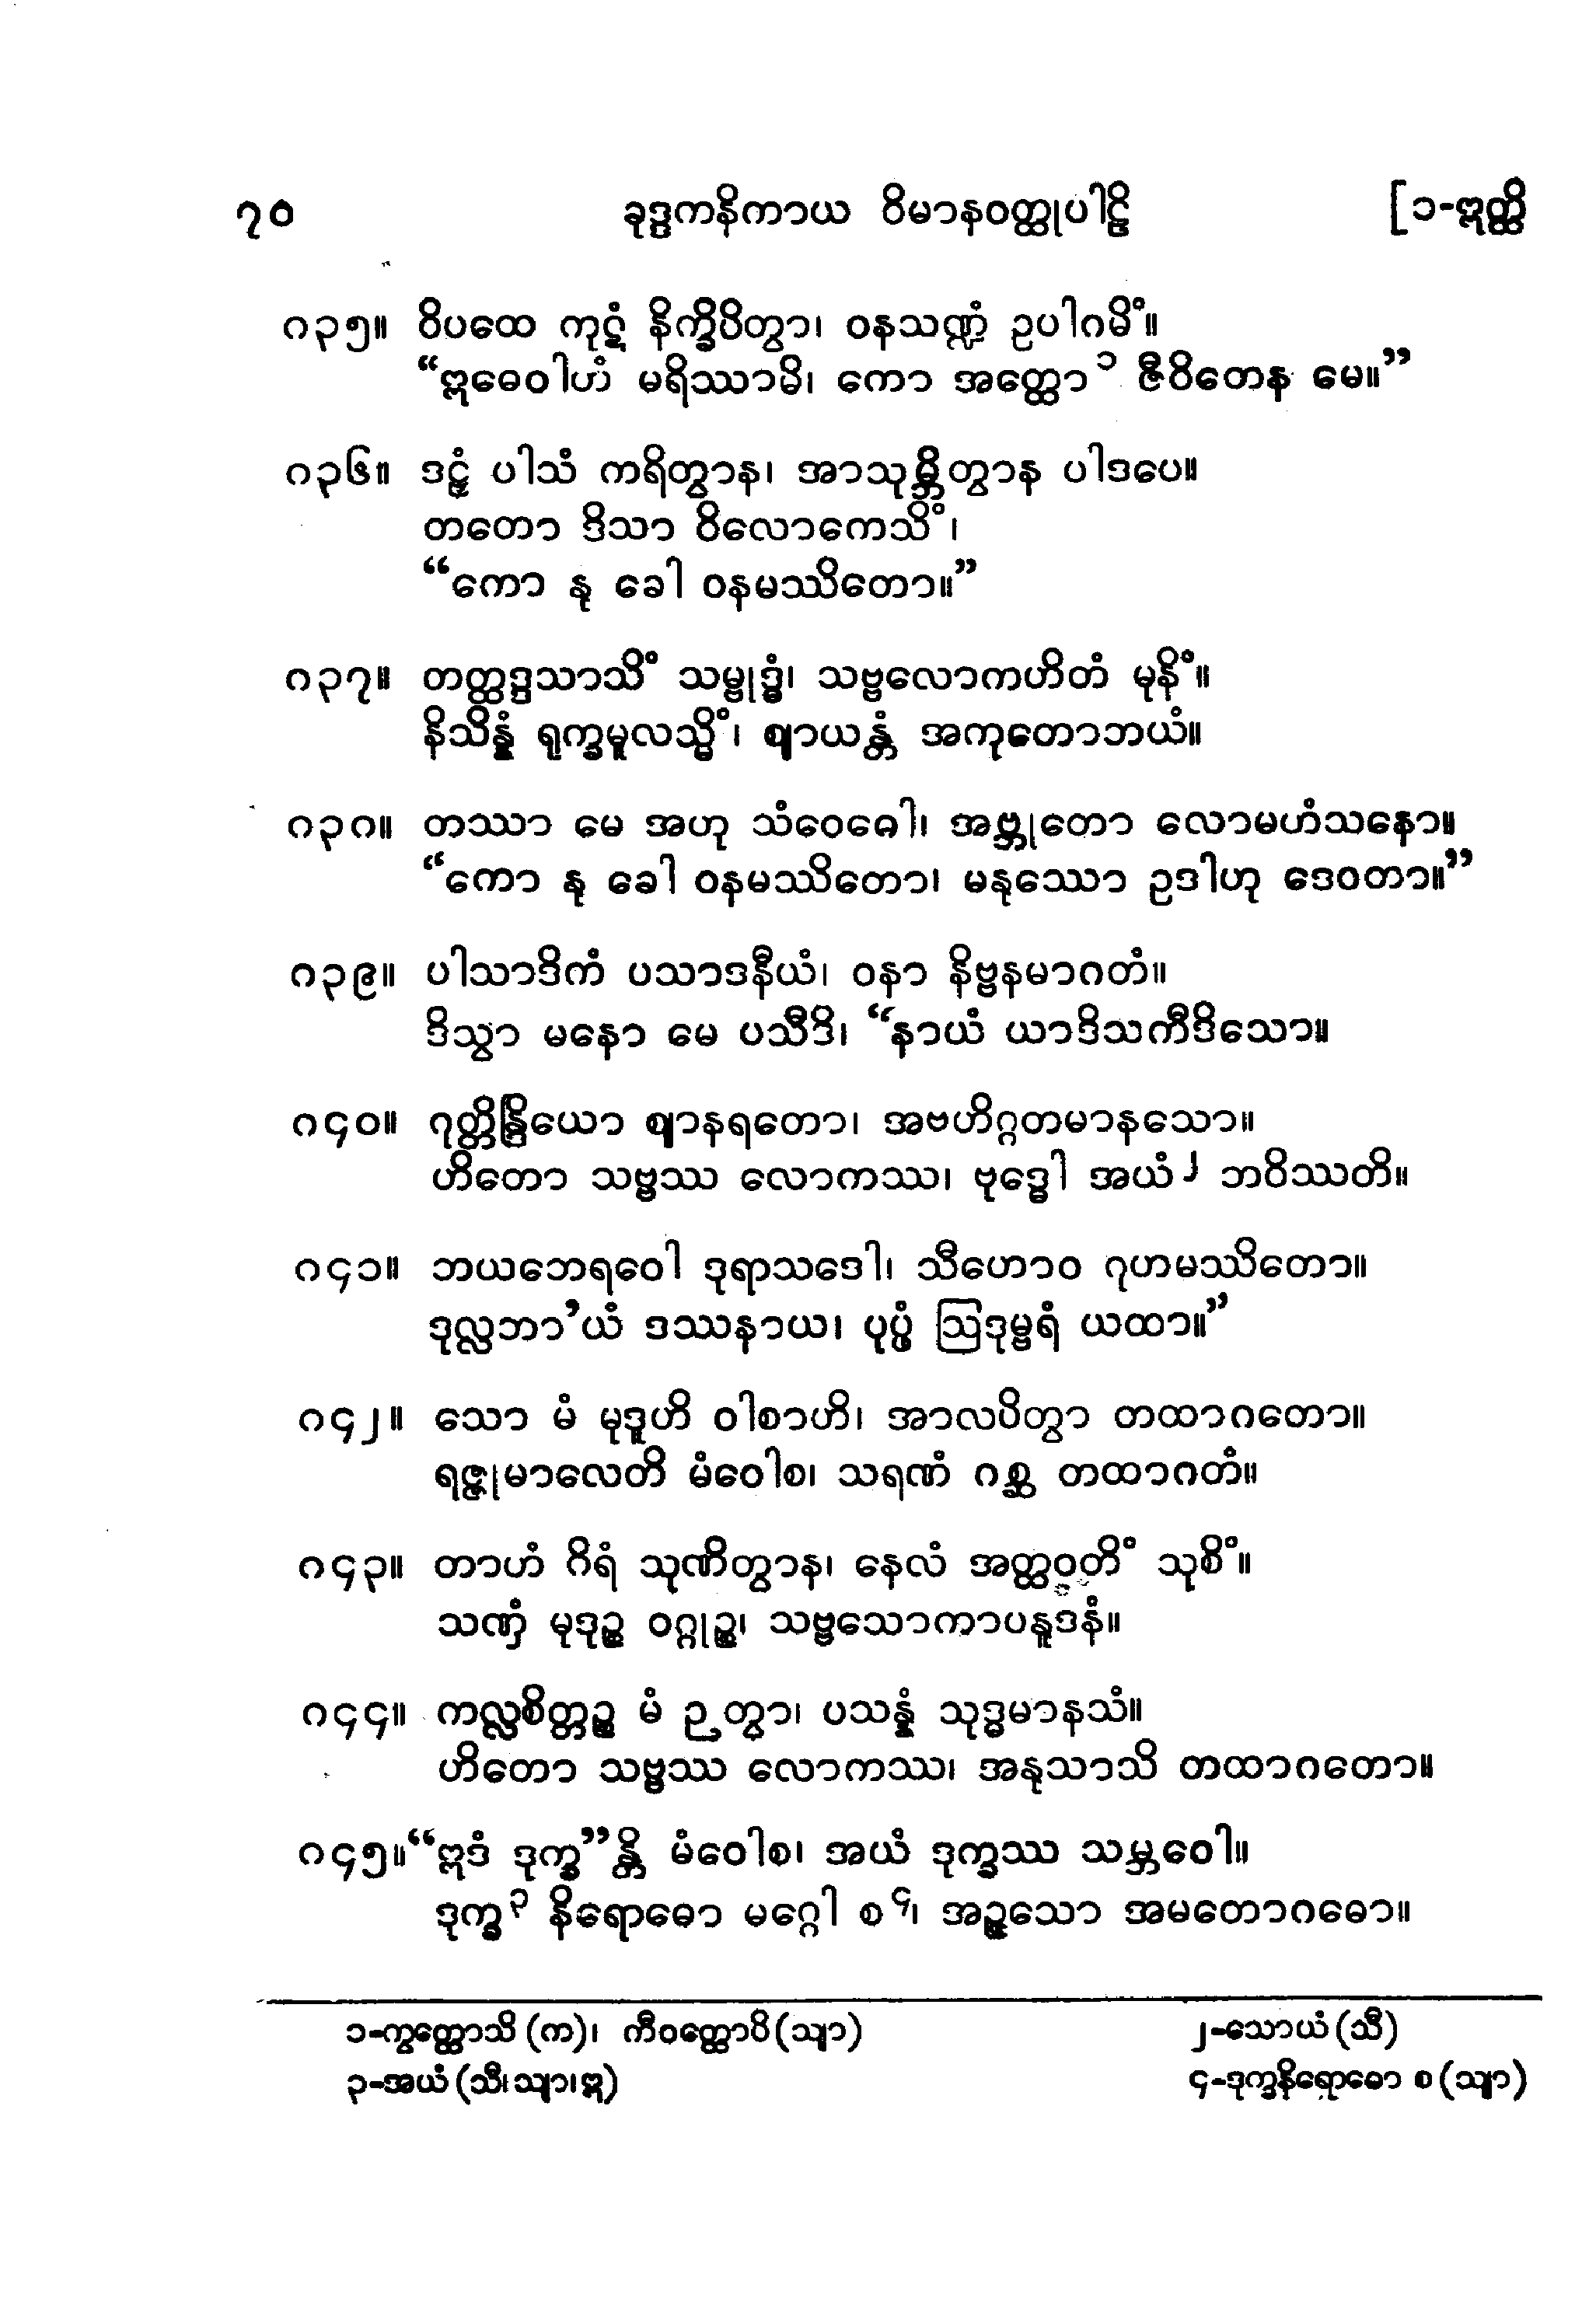 ၇၀ ခုဒ္ဒကနိကာယ ဝိမာနဝတ္ထုပါဠိ [၁-ဣတ္ထိ
၈၃၅။ ဝိပထေ ကုဋံ နိက္ခိပိတွာ၊ ဝနသဏ္ဍံ ဥပါဂမိံ။
“ဣဓေဝါဟံ မရိဿာမိ၊ ကော အတ္ထော ၁ ဇီဝိတေန မေ။”
၈၃၆။ ဒဠှံ ပါသံ ကရိတွာန၊ အာသုမ္ဘိတွာန ပါဒပေ။
တတော ဒိသာ ဝိလောကေသိံ၊
“ကော နု ခေါ ဝနမဿိတော။”
၈၃၇။ တတ္ထဒ္ဒသာသိံ သမ္ဗုဒ္ဓံ၊ သဗ္ဗလောကဟိတံ မုနိံ။
နိသိန္နံ ရုက္ခမူလသ္မိံ၊ ဈာယန္တံ အကုတောဘယံ။
၈၃၈။ တဿာ မေ အဟု သံဝေဓေါ၊ အဗ္ဘုတော လောမဟံသနော။
“ကော နု ခေါ ဝနမဿိတော၊ မနုဿော ဥဒါဟု ဒေဝတာ။”
၈၃၉။ ပါသာဒိကံ ပသာဒနီယံ၊ ဝနာ နိဗ္ဗနမာဂတံ။
ဒိသွာ မနော မေ ပသီဒိ၊ “နာယံ ယာဒိသကီဒိသော။
၈၄၀။ ဂုတ္တိန္ဒြိယော ဈာနရတော၊ အဗဟိဂ္ဂတမာနသော။
ဟိတော သဗ္ဗဿ လောကဿ၊ ဗုဒ္ဓေါ အယံ ၂ ဘဝိဿတိ။
၈၄၁။ ဘယဘေရဝေါ ဒုရာသဒေါ၊ သီဟောဝ ဂုဟမဿိတော။
ဒုလ္လဘာ’ယံ ဒဿနာယ၊ ပုပ္ဖံ ဩဒုမ္ဗရံ ယထာ။”
၈၄၂။ သော မံ မုဒူဟိ ဝါစာဟိ၊ အာလပိတွာ တထာဂတော။
ရဇ္ဇုမာလေတိ မံဝေါစ၊ သရဏံ ဂစ္ဆ တထာဂတံ။
၈၄၃။ တာဟံ ဂိရံ သုဏိတွာန၊ နေလံ အတ္ထဝတိံ သုစိံ။
သဏှံ မုဒုဉ္စ ဝဂ္ဂုဉ္စ၊ သဗ္ဗသောကာပနူဒနံ။
၈၄၄။ ကလ္လစိတ္တဉ္စ မံ ဉတွာ၊ ပသန္နံ သုဒ္ဓမာနသံ။
ဟိတော သဗ္ဗဿ လောကဿ၊ အနုသာသိ တထာဂတော။
၈၄၅။ “ဣဒံ ဒုက္ခ”န္တိ မံဝေါစ၊ အယံ ဒုက္ခဿ သမ္ဘဝေါ။
ဒုက္ခ ၃ နိရောဓော မဂ္ဂေါ စ ၄၊ အဉ္ဇသော အမတောဂဓော။
၁-ကွတ္ထောသိ (က)၊ ကီဝတ္ထောပိ (သျာ) ၂-သောယံ (သီ)
၃-အယံ (သီ၊ သျာ၊ ဣ) ၄-ဒုက္ခနိရောဓော စ (သျာ)